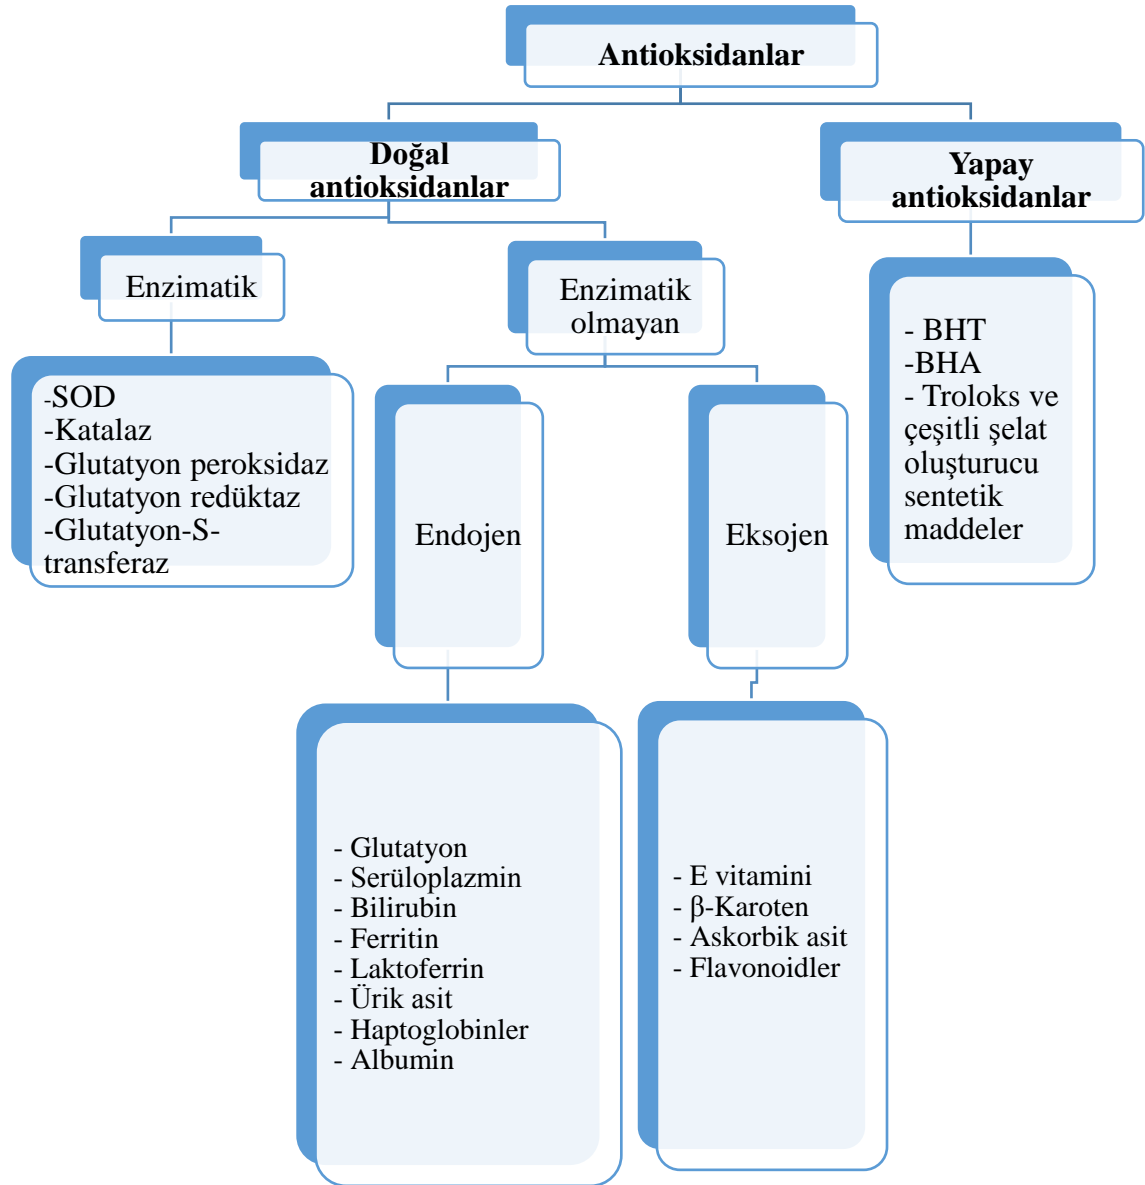 Antioksidanlar
Doğal
antioksidanlar
Yapay
antioksidanlar
Enzimatik
Enzimatik
olmayan
-SOD
-Katalaz
-Glutatyon peroksidaz
-Glutatyon redüktaz
-Glutatyon-S-
transferaz
Endojen
Eksojen
- BHT
-BHA
- Troloks ve
çeşitli şelat
oluşturucu
sentetik
maddeler
- Glutatyon
- Serüloplazmin
- Bilirubin
- Ferritin
- Laktoferrin
- Ürik asit
- Haptoglobinler
- Albumin
- E vitamini
- β-Karoten
- Askorbik asit
- Flavonoidler